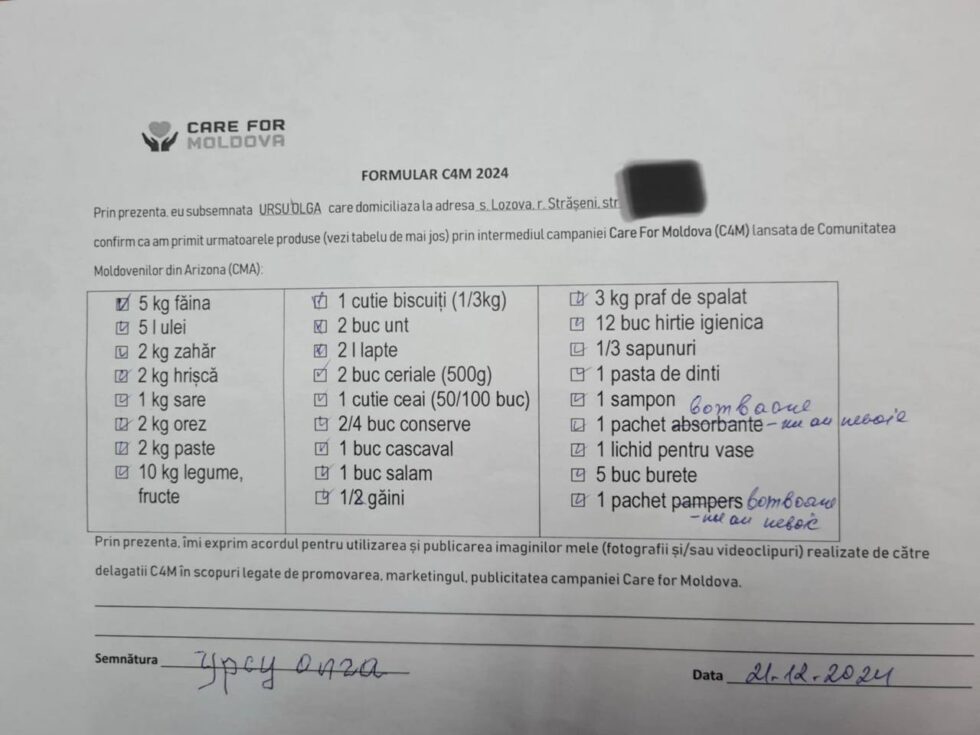 CARE FOR
MOLDOVA
FORMULAR C4M 2024
Prin prezenta, eu subsemnata URSU OLGA care domiciliaza la adresa s. Lozova, r. Strășeni, str.
confirm ca am primit urmatoarele produse (vezi tabelu de mai jos) prin intermediul campaniei Care For Moldova (C4M) lansata de Comunitatea
Moldovenilor din Arizona (CMA):
5 kg făina
5 l ulei
2 kg zahăr
2 kg hrișcă
1 kg sare
2 kg orez
2 kg paste
10 kg legume,
fructe
1 cutie biscuiți (1/3kg)
2 buc unt
2 l lapte
2 buc ceriale (500g)
1 cutie ceai (50/100 buc)
2/4 buc conserve
1 buc cascaval
1 buc salam
1/2 găini
3 kg praf de spalat
12 buc hirtie igienica
1/3 sapunuri
1 pasta de dinti
1 sampon
bomboane
1 pachet absorbante - nu au nevoie
1 lichid pentru vase
5 buc burete
1 pachet pampers bomboane
- nu au nevoie
Prin prezenta, îmi exprim acordul pentru utilizarea și publicarea imaginilor mele (fotografii și/sau videoclipuri) realizate de către
delagatii C4M în scopuri legate de promovarea, marketingul, publicitatea campaniei Care for Moldova.
Semnătura Урсу Олга
Data 21.12.2024